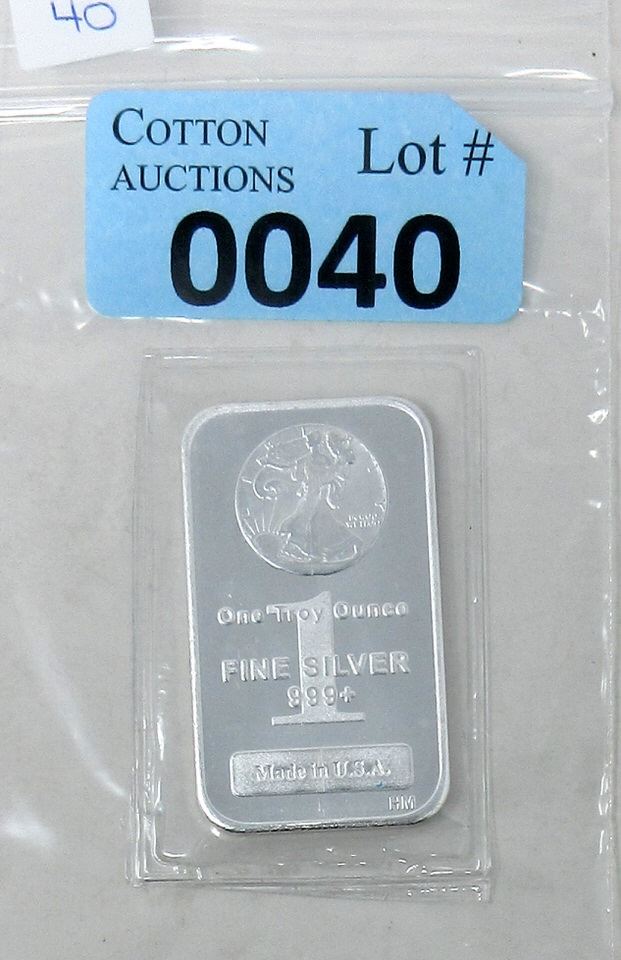 40
COTTON
AUCTIONS
Lot #
0040
One Troy Ounce
1
FINE SILVER
999+
Made in U.S.A.
HM